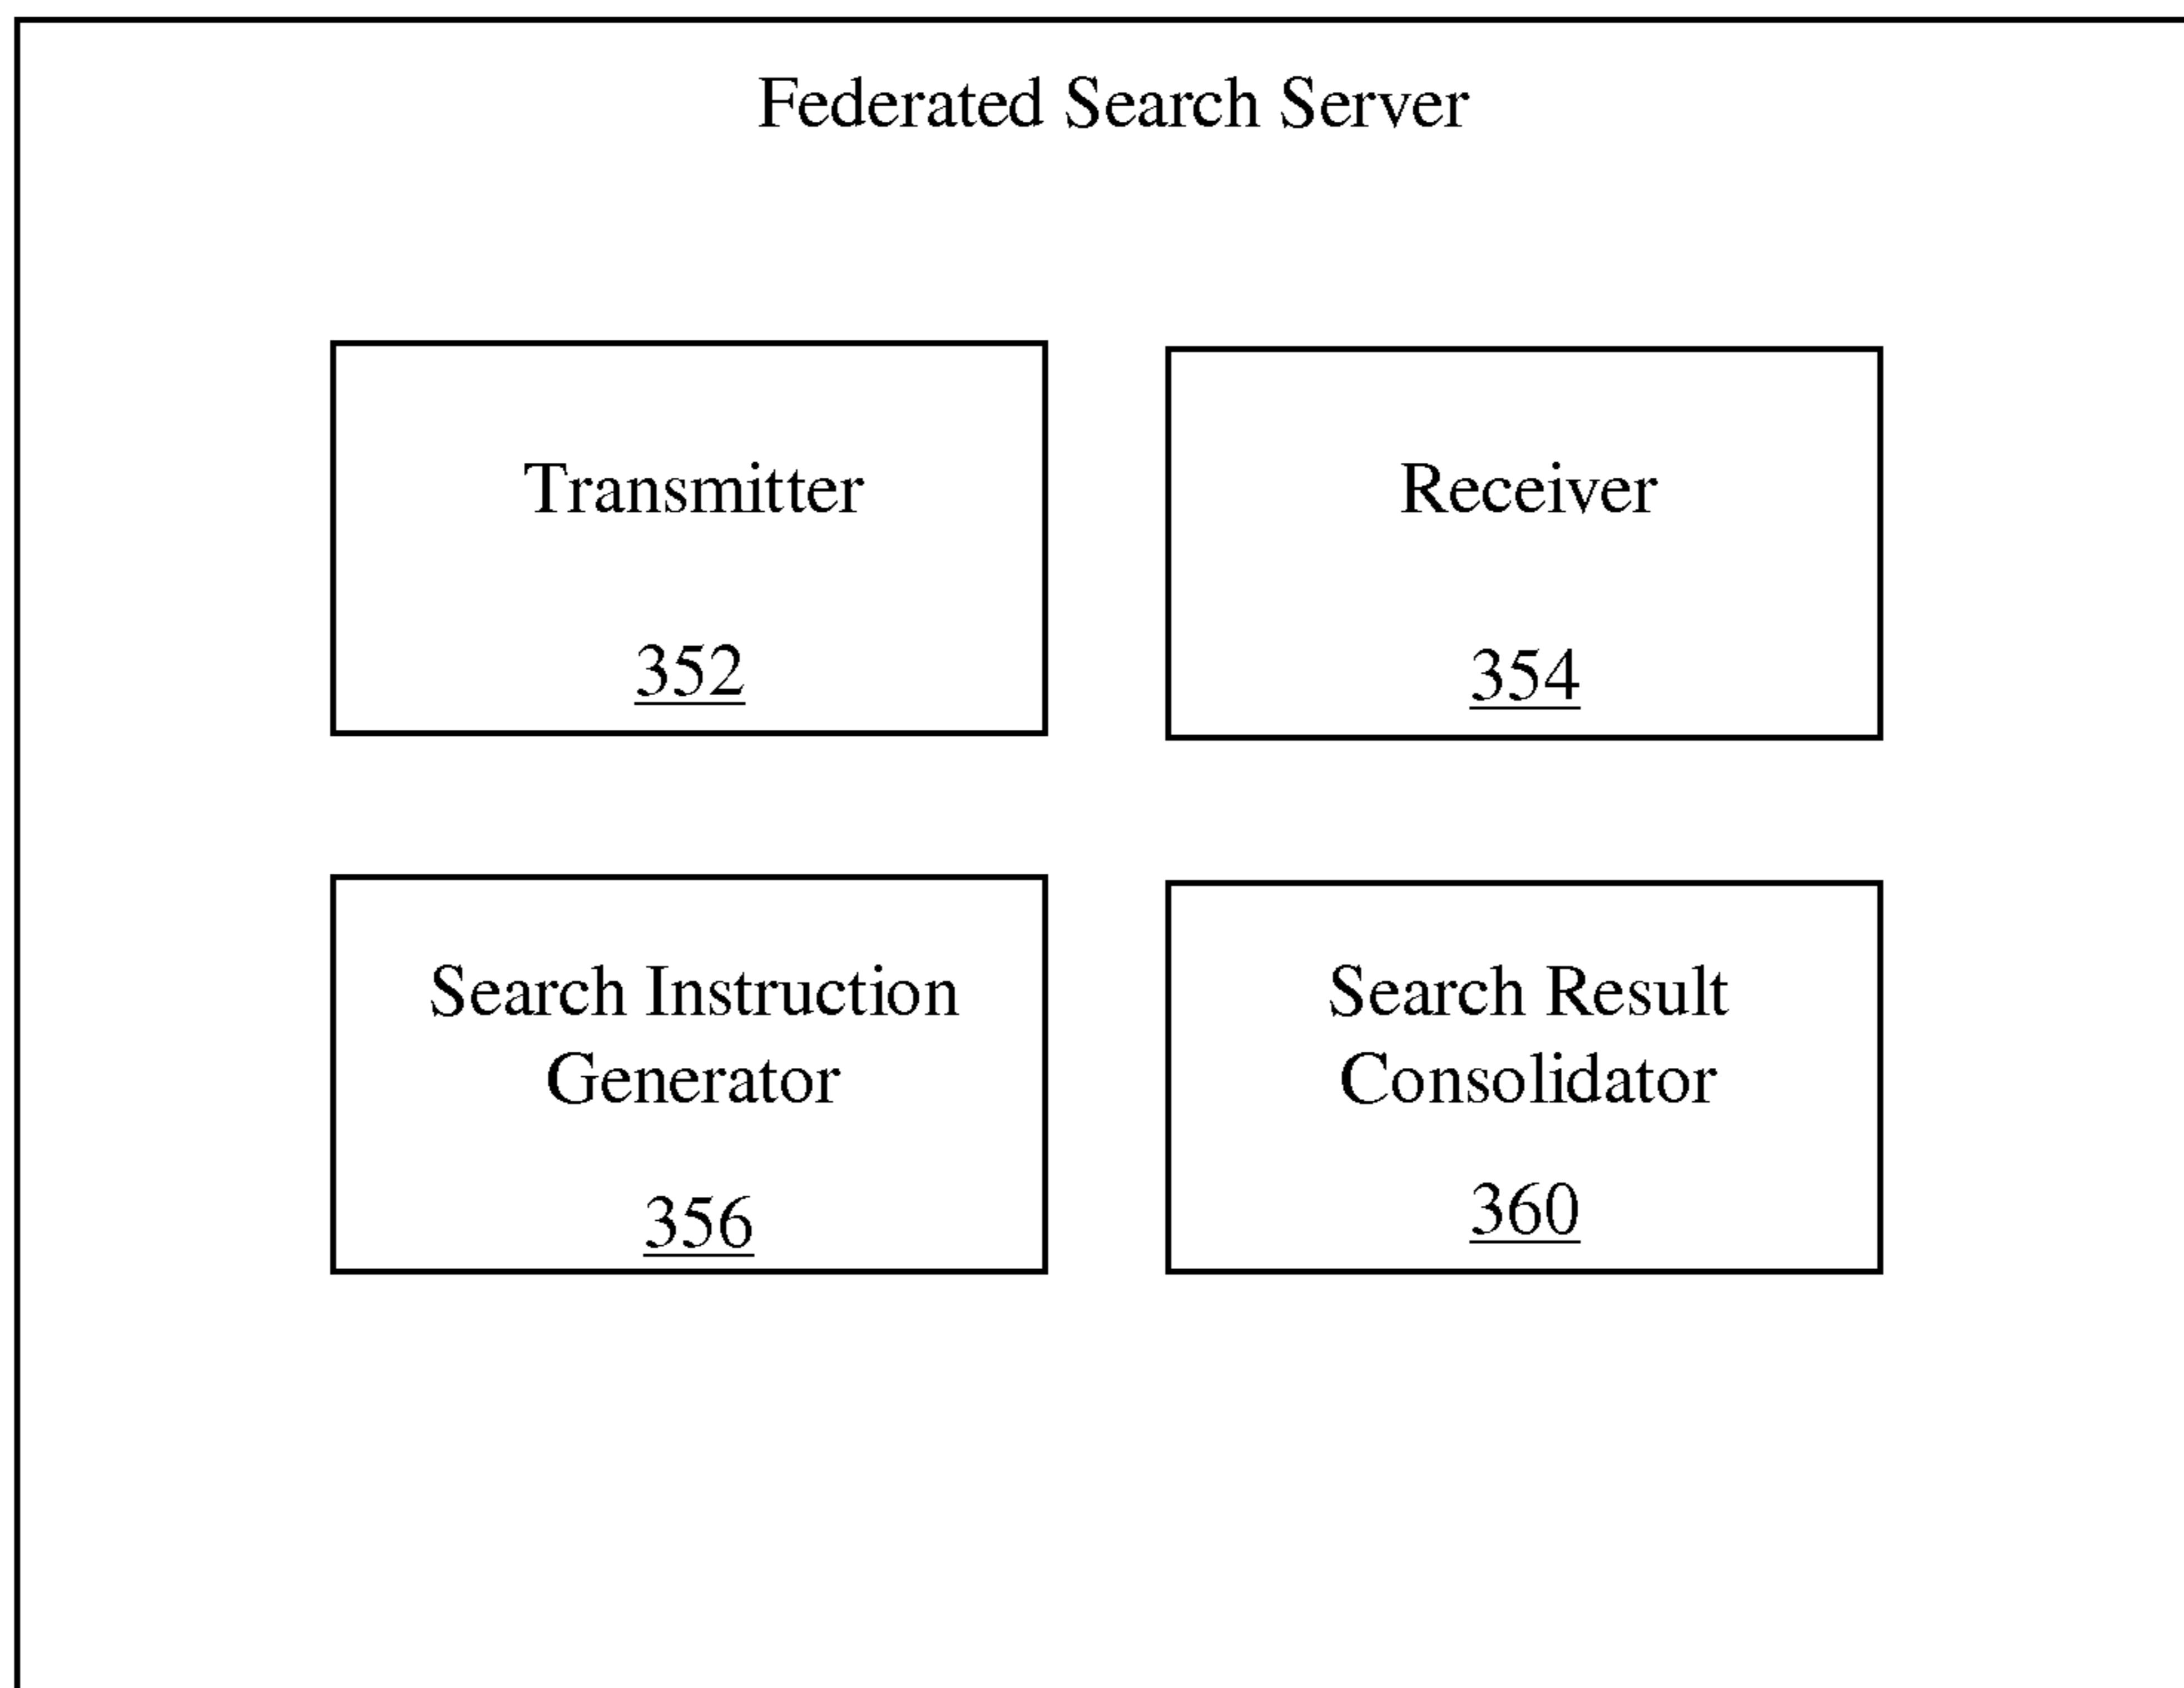 Federated Search Server
Transmitter
352
Receiver
354
Search Instruction
Generator
356
Search Result
Consolidator
360